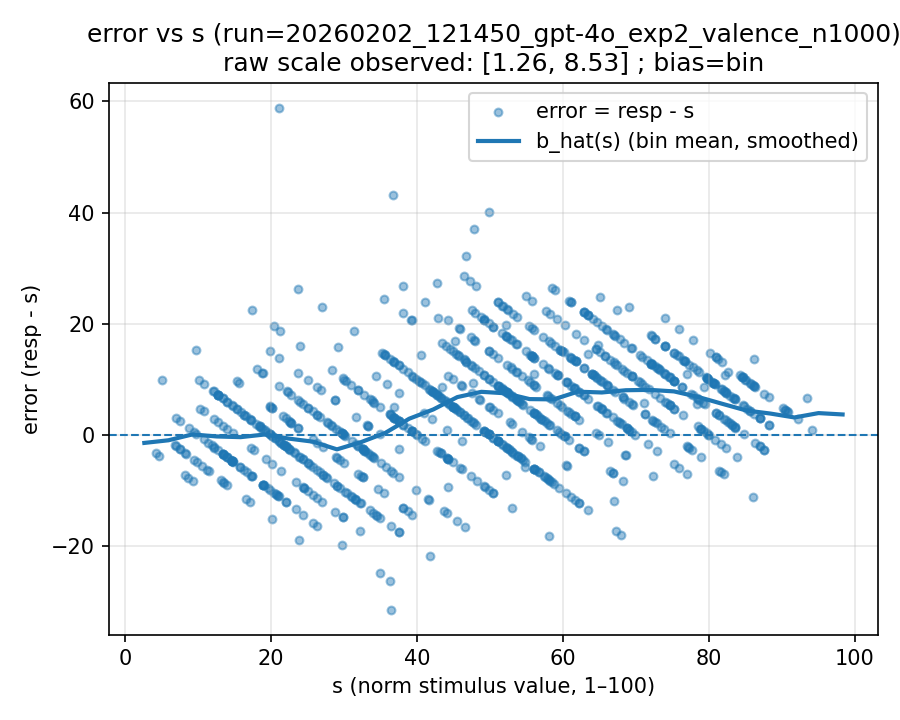 error vs s (run=20260202_121450_gpt-4o_exp2_valence_n1000)
raw scale observed: [1.26, 8.53] ; bias=bin
error = resp - s
b_hat(s) (bin mean, smoothed)
60
40
20
0
−20
error (resp - s)
0
20
40
60
80
100
s (norm stimulus value, 1–100)